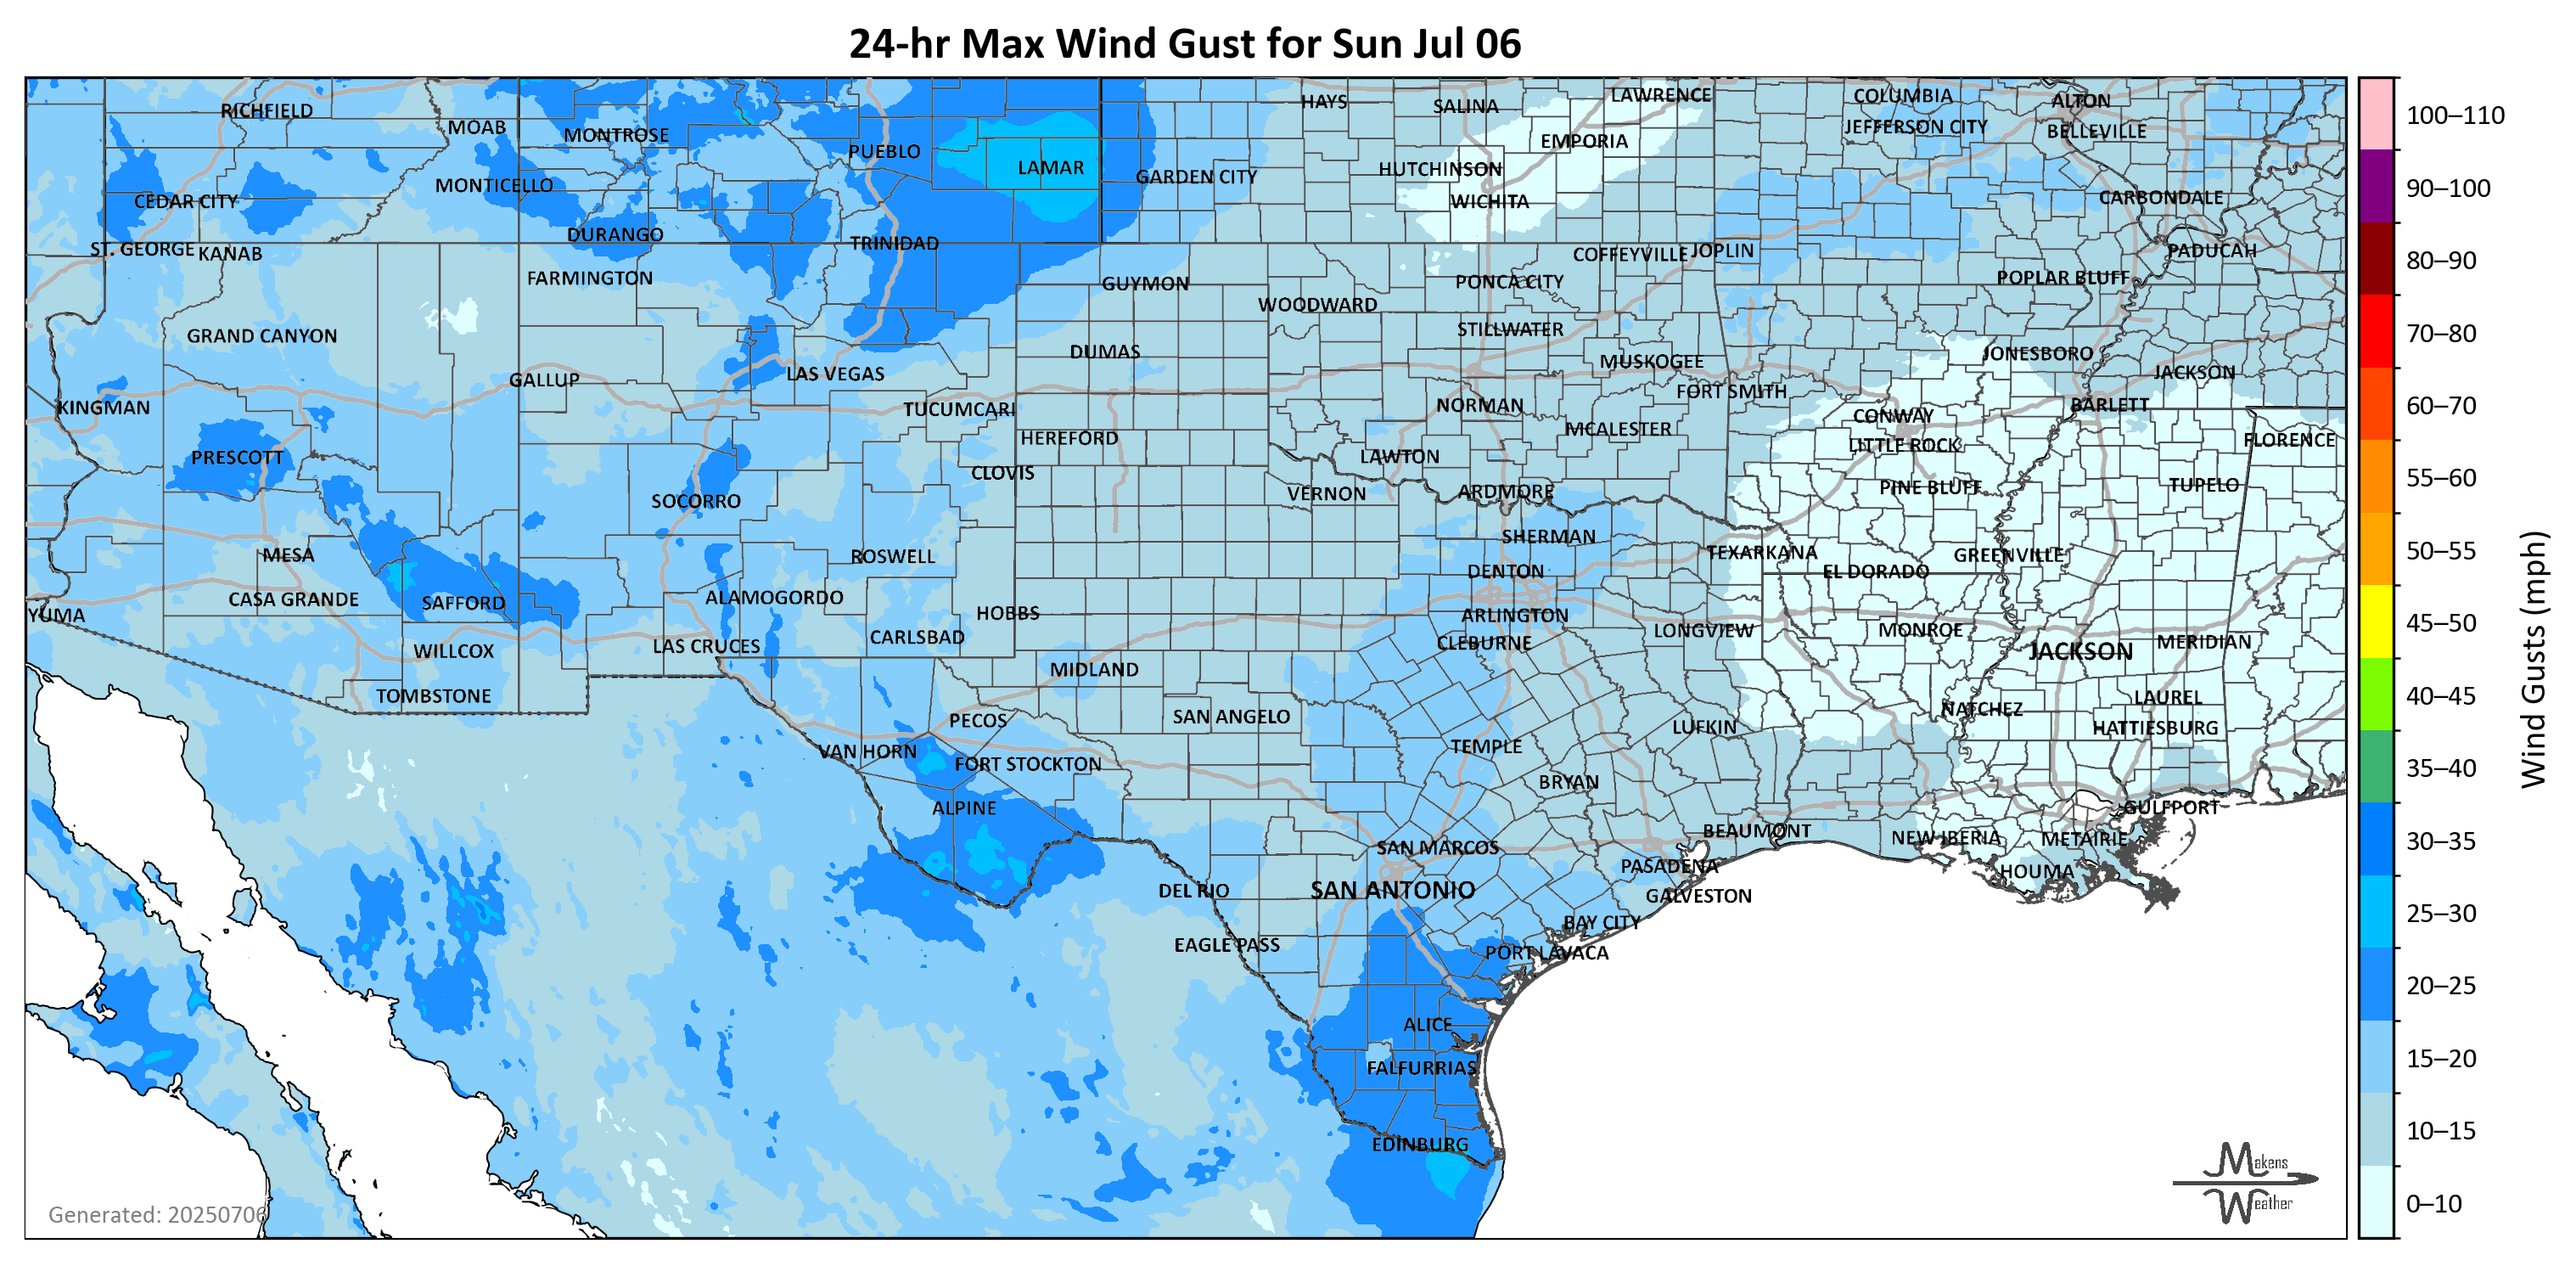 24-hr Max Wind Gust for Sun Jul 06
RICHFIELD
MOAB
MONTROSE
PUEBLO
LAMAR
HAYS
SALINA
LAWRENCE
COLUMBIA
ALTON
JEFFERSON CITY
BELLEVILLE
EMPORIA
HUTCHINSON
GARDEN CITY
MONTICELLO
CEDAR CITY
WICHITA
CARBONDALE
DURANGO
TRINIDAD
ST. GEORGE
KANAB
COFFEYVILLE
JOPLIN
PADUCAH
FARMINGTON
GUYMON
PONCA CITY
POPLAR BLUFF
WOODWARD
GRAND CANYON
STILLWATER
DUMAS
MUSKOGEE
JONESBORO
GALLUP
LAS VEGAS
FORT SMITH
JACKSON
KINGMAN
TUCUMCARI
NORMAN
CONWAY
BARLETT
HEREFORD
MCALESTER
LITTLE ROCK
FLORENCE
PRESCOTT
CLOVIS
LAWTON
SOCORRO
VERNON
ARDMORE
PINE BLUFF
TUPELO
MESA
ROSWELL
SHERMAN
TEXARKANA
GREENVILLE
DENTON
EL DORADO
CASA GRANDE
SAFFORD
ALAMOGORDO
HOBBS
ARLINGTON
YUMA
WILLCOX
LAS CRUCES
CARLSBAD
CLEBURNE
LONGVIEW
MONROE
JACKSON
MERIDIAN
MIDLAND
TOMBSTONE
PECOS
SAN ANGELO
LUFKIN
NATCHEZ
LAUREL
HATTIESBURG
VAN HORN
FORT STOCKTON
TEMPLE
BRYAN
ALPINE
GULFPORT
BEAUMONT
NEW IBERIA
METAIRIE
SAN MARCOS
PASADENA
HOUMA
DEL RIO
SAN ANTONIO
GALVESTON
BAY CITY
EAGLE PASS
PORT LAVACA
ALICE
FALFURRIAS
EDINBURG
Generated: 20250706
Makens
Weather
100–110
90–100
80–90
70–80
60–70
55–60
50–55
45–50
40–45
35–40
30–35
25–30
20–25
15–20
10–15
0–10
Wind Gusts (mph)